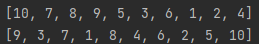 [10, 7, 8, 9, 5, 3, 6, 1, 2, 4]
[9, 3, 7, 1, 8, 4, 6, 2, 5, 10]